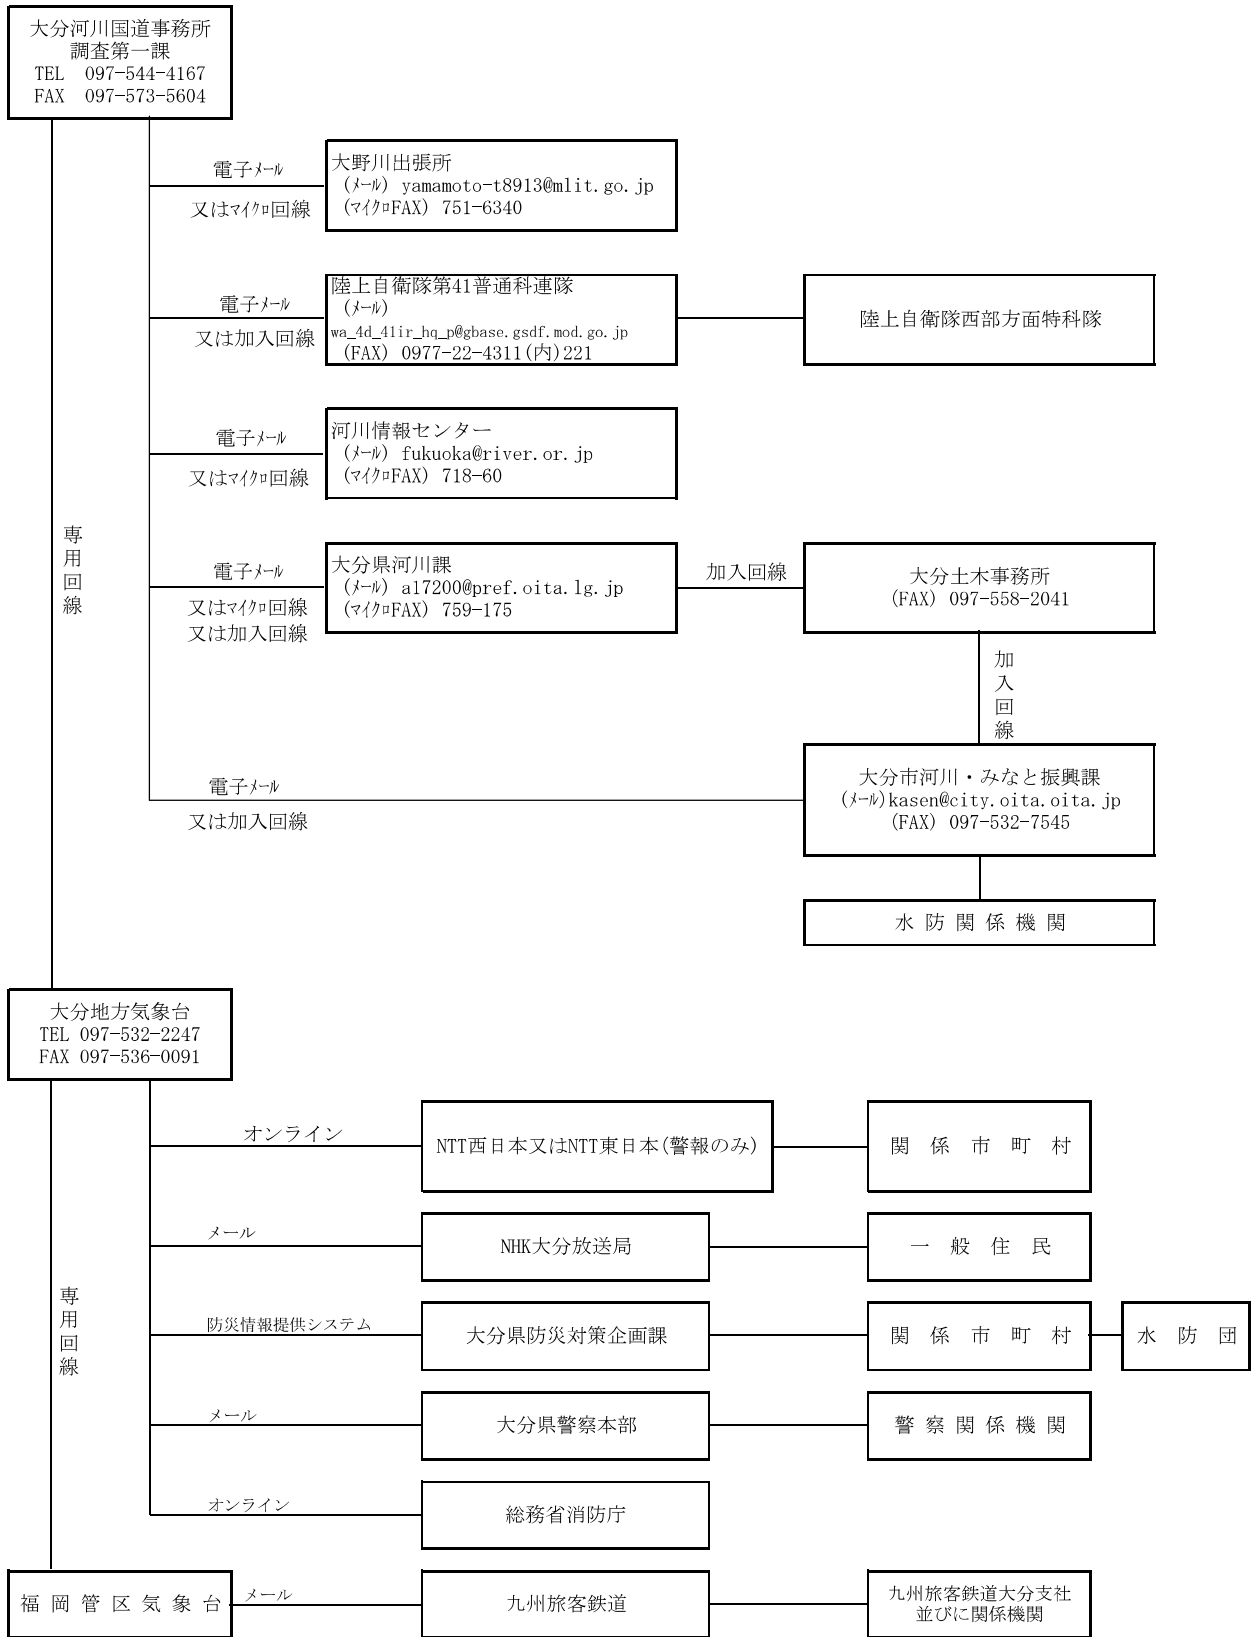 大分河川国道事務所
調査第一課
TEL 097-544-4167
FAX 097-573-5604
電子ﾒｰﾙ
又はﾏｲｸﾛ回線
大野川出張所
(ﾒｰﾙ) yamamoto-t8913@mlit.go.jp
(ﾏｲｸﾛFAX) 751-6340
電子ﾒｰﾙ
又は加入回線
陸上自衛隊第41普通科連隊
(ﾒｰﾙ)
wa_4d_41ir_hq_p@gbase.gsdf.mod.go.jp
(FAX) 0977-22-4311(内)221
陸上自衛隊西部方面特科隊
電子ﾒｰﾙ
又はﾏｲｸﾛ回線
河川情報センター
(ﾒｰﾙ) fukuoka@river.or.jp
(ﾏｲｸﾛFAX) 718-60
専用回線
電子ﾒｰﾙ
又はﾏｲｸﾛ回線
又は加入回線
大分県河川課
(ﾒｰﾙ) a17200@pref.oita.lg.jp
(ﾏｲｸﾛFAX) 759-175
加入回線
大分土木事務所
(FAX) 097-558-2041
加入回線
電子ﾒｰﾙ
又は加入回線
大分市河川・みなと振興課
(ﾒｰﾙ)kasen@city.oita.oita.jp
(FAX) 097-532-7545
水防関係機関
大分地方気象台
TEL 097-532-2247
FAX 097-536-0091
オンライン
NTT西日本又はNTT東日本(警報のみ)
関係市町村
メール
NHK大分放送局
一般住民
専用回線
防災情報提供システム
大分県防災対策企画課
関係市町村
水防団
メール
大分県警察本部
警察関係機関
オンライン
総務省消防庁
福岡管区気象台
メール
九州旅客鉄道
九州旅客鉄道大分支社
並びに関係機関